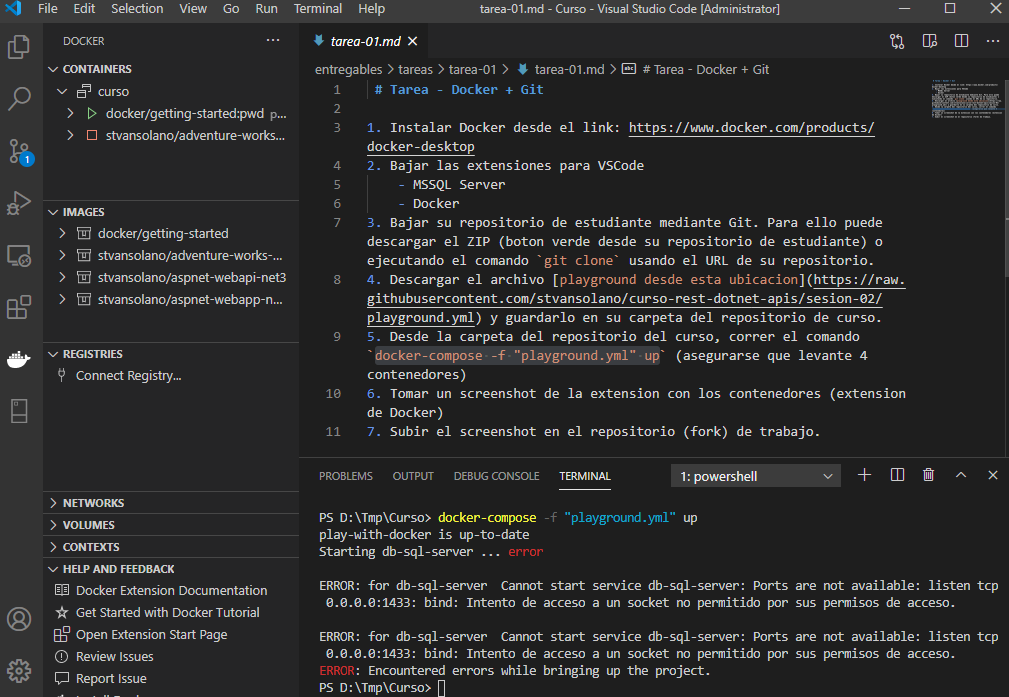 File Edit Selection View Go Run Terminal Help tarea-01.md - Curso - Visual Studio Code [Administrator]
DOCKER ...
CONTAINERS
curso
docker/getting-started:pwd p...
stvansolano/adventure-works...
1
IMAGES
docker/getting-started
stvansolano/adventure-works-...
stvansolano/aspnet-webapi-net3
stvansolano/aspnet-webapp-n...
REGISTRIES
Connect Registry...
NETWORKS
VOLUMES
CONTEXTS
HELP AND FEEDBACK
Docker Extension Documentation
Get Started with Docker Tutorial
Open Extension Start Page
Review Issues
Report Issue
tarea-01.md
entregables > tareas > tarea-01 > tarea-01.md > abc # Tarea - Docker + Git
1 # Tarea - Docker + Git
2
3 1. Instalar Docker desde el link: https://www.docker.com/products/
docker-desktop
4 2. Bajar las extensiones para VSCode
5 - MSSQL Server
6 - Docker
7 3. Bajar su repositorio de estudiante mediante Git. Para ello puede
descargar el ZIP (boton verde desde su repositorio de estudiante) o
ejecutando el comando `git clone` usando el URL de su repositorio.
8 4. Descargar el archivo [playground desde esta ubicacion](https://raw.
githubusercontent.com/stvansolano/curso-rest-dotnet-apis/sesion-02/
playground.yml) y guardarlo en su carpeta del repositorio de curso.
9 5. Desde la carpeta del repositorio del curso, correr el comando
`docker-compose -f "playground.yml" up` (asegurarse que levante 4
contenedores)
10 6. Tomar un screenshot de la extension con los contenedores (extension
de Docker)
11 7. Subir el screenshot en el repositorio (fork) de trabajo.
PROBLEMS OUTPUT DEBUG CONSOLE TERMINAL 1: powershell
PS D:\Tmp\Curso> docker-compose -f "playground.yml" up
play-with-docker is up-to-date
Starting db-sql-server ... error
ERROR: for db-sql-server Cannot start service db-sql-server: Ports are not available: listen tcp
0.0.0.0:1433: bind: Intento de acceso a un socket no permitido por sus permisos de acceso.
ERROR: for db-sql-server Cannot start service db-sql-server: Ports are not available: listen tcp
0.0.0.0:1433: bind: Intento de acceso a un socket no permitido por sus permisos de acceso.
ERROR: Encountered errors while bringing up the project.
PS D:\Tmp\Curso>